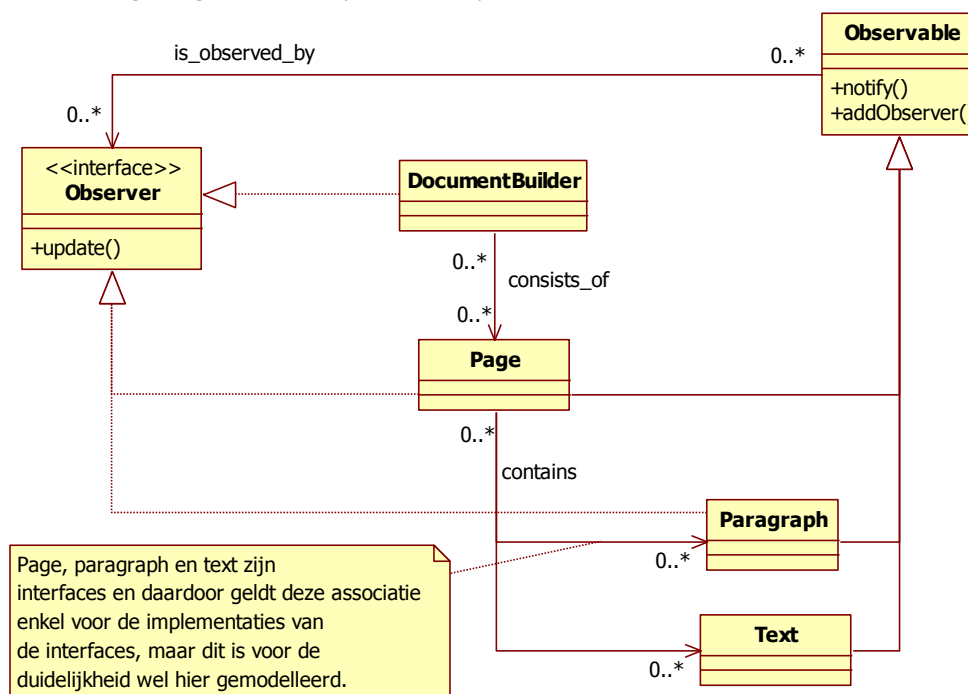 Observable
is_observed_by
0..*
+notify()
+addObserver(
0..*
<<interface>>
Observer
+update()
DocumentBuilder
0..*
consists_of
0..*
Page
0..*
contains
Paragraph
0..*
Page, paragraph en text zijn
interfaces en daardoor geldt deze associatie
enkel voor de implementaties van
de interfaces, maar dit is voor de
duidelijkheid wel hier gemodelleerd.
Text
0..*